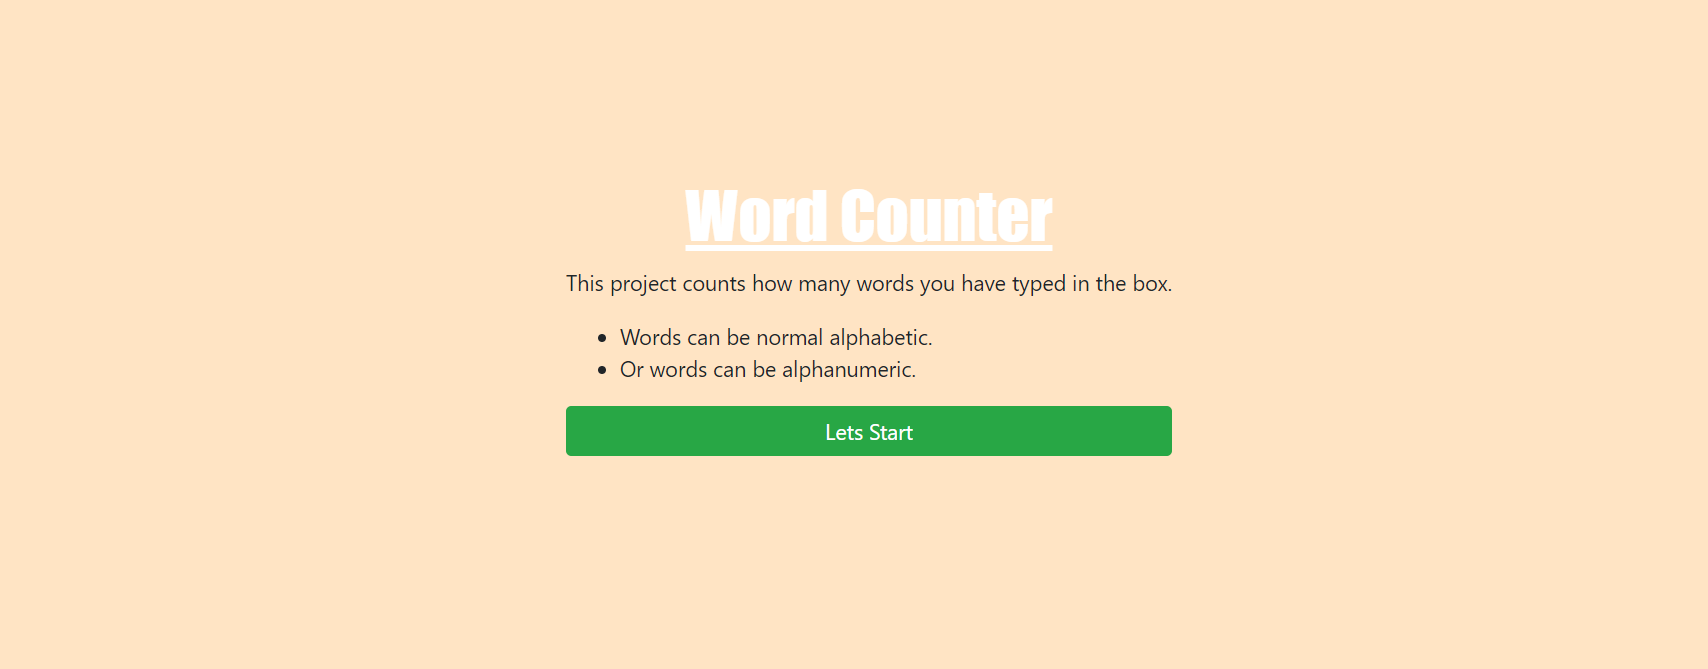 Word Counter
This project counts how many words you have typed in the box.
Words can be normal alphabetic.
Or words can be alphanumeric.
Lets Start